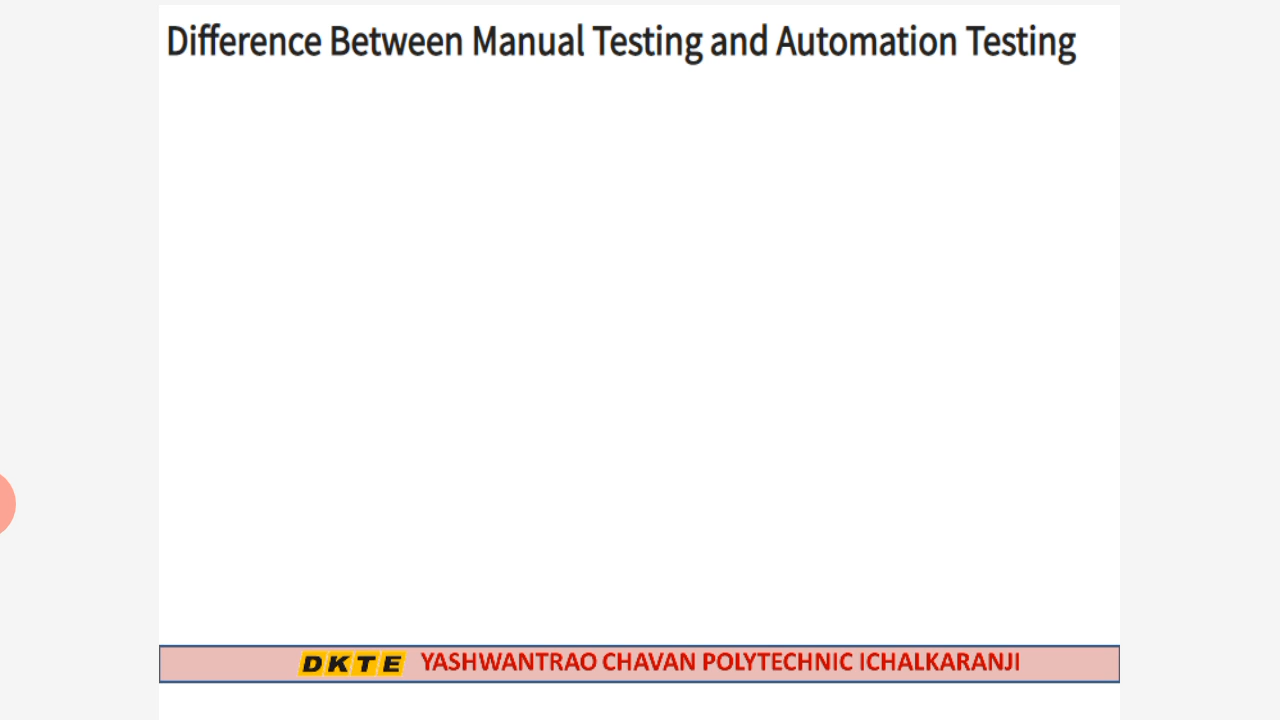 Difference Between Manual Testing and Automation Testing
DKTE YASHWANTRAO CHAVAN POLYTECHNIC ICHALKARANJI